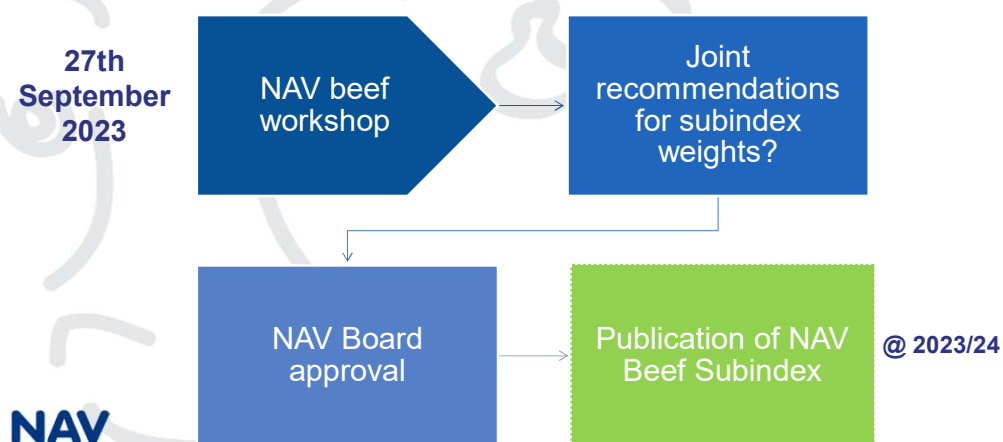 27th
September
2023
NAV beef
workshop
Joint
recommendations
for subindex
weights?
NAV Board
approval
Publication of NAV
Beef Subindex
@ 2023/24
NAV